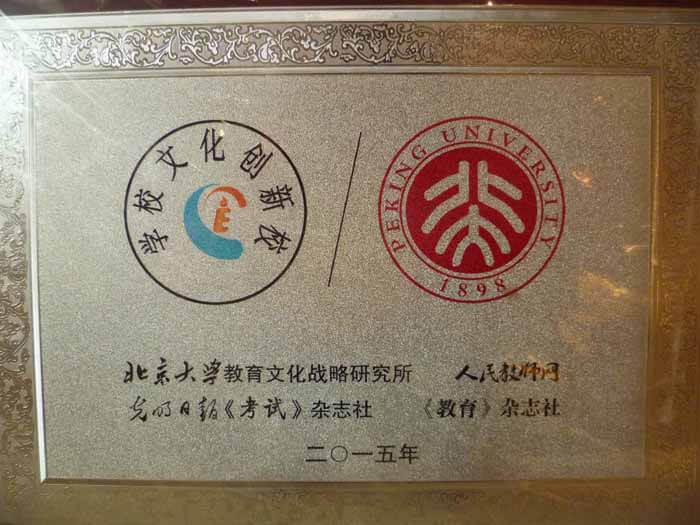 学校文化创新校
PEKING UNIVERSITY
1898
北京大学教育文化战略研究所 人民教师网
光明日报《考试》杂志社 《教育》杂志社
二〇一五年